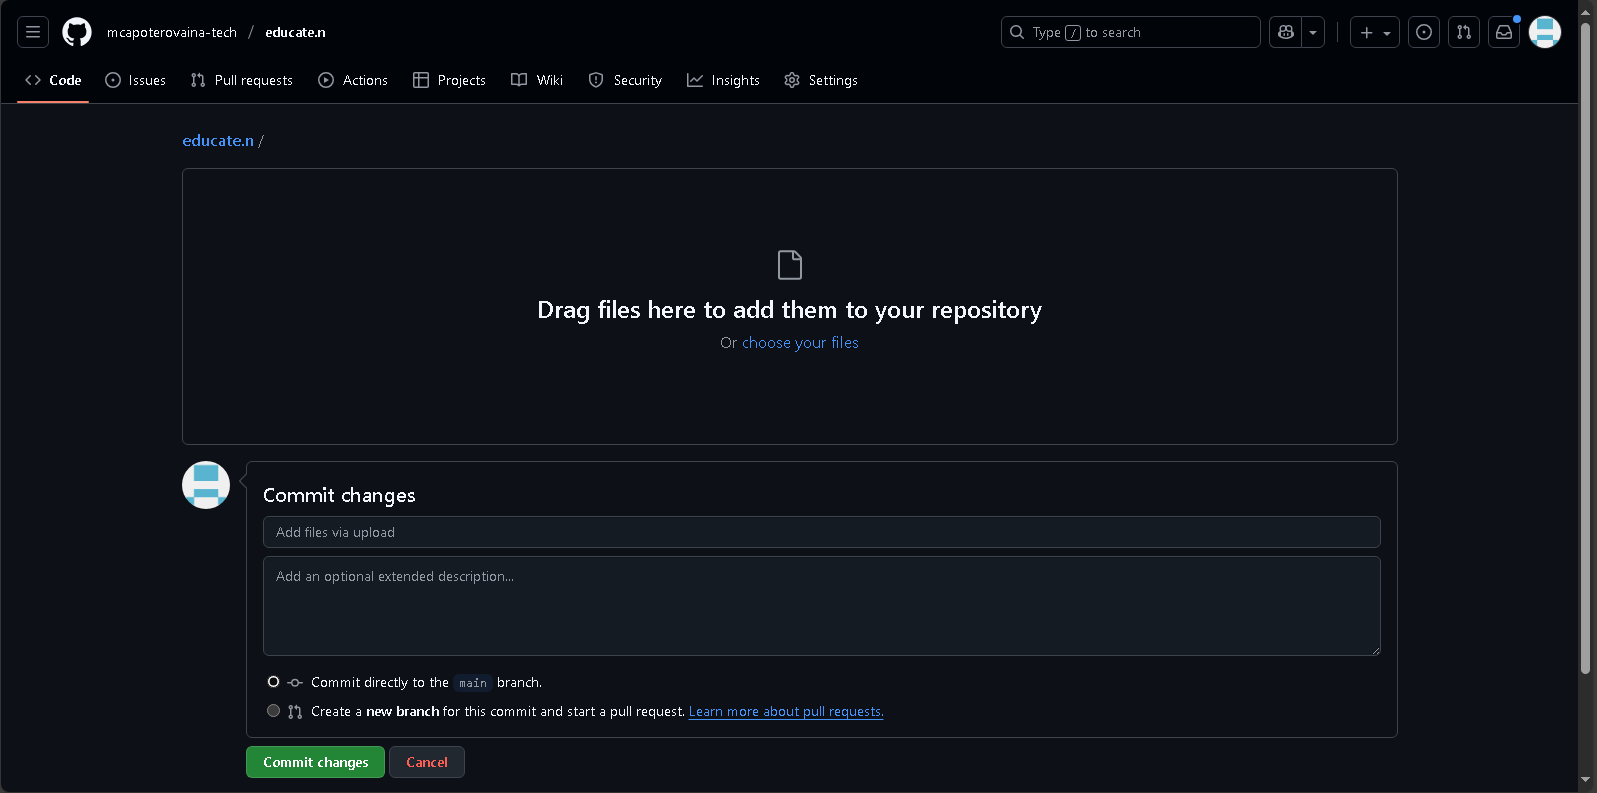 mcapoterovaina-tech / educate.n
Type / to search
Code Issues Pull requests Actions Projects Wiki Security Insights Settings
educate.n /
Drag files here to add them to your repository
Or choose your files
Commit changes
Add files via upload
Add an optional extended description...
Commit directly to the main branch.
Create a new branch for this commit and start a pull request. Learn more about pull requests.
Commit changes Cancel